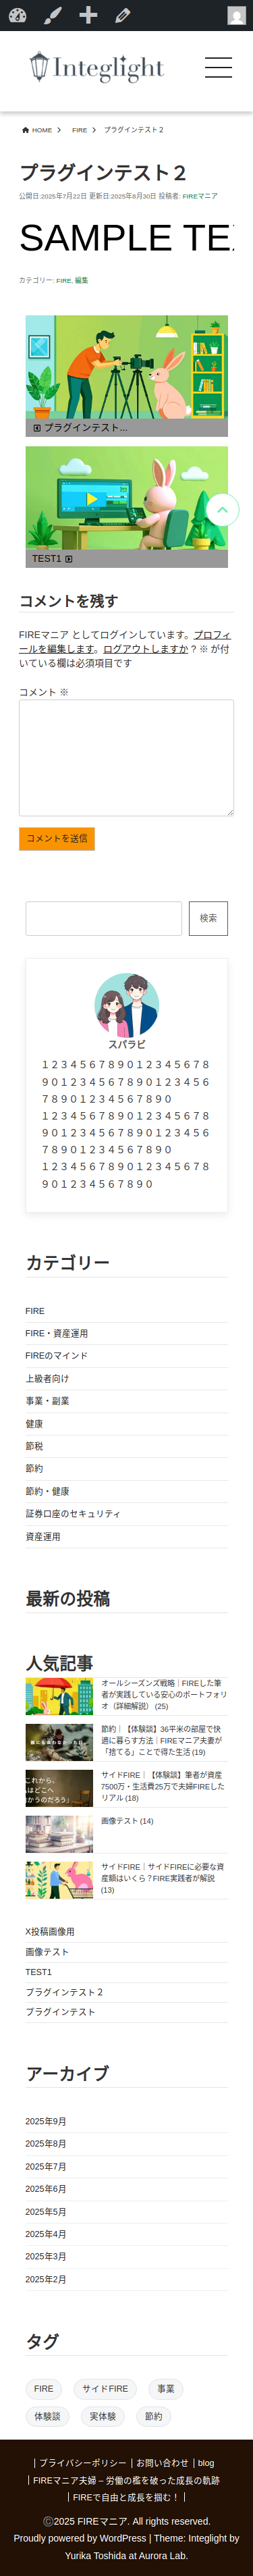 Integlight
HOME > FIRE > プラグインテスト２
プラグインテスト２
公開日:2025年7月22日 更新日:2025年8月30日 投稿者: FIREマニア
SAMPLE TE
カテゴリー: FIRE, 編集
プラグインテスト...
TEST1
コメントを残す
FIREマニア としてログインしています。プロフィ
ールを編集します。ログアウトしますか ? ※ が付
いている欄は必須項目です
コメント ※
コメントを送信
検索
スパラビ
１２３４５６７８９０１２３４５６７８
９０１２３４５６７８９０１２３４５６
７８９０１２３４５６７８９０
１２３４５６７８９０１２３４５６７８
９０１２３４５６７８９０１２３４５６
７８９０１２３４５６７８９０
１２３４５６７８９０１２３４５６７８
９０１２３４５６７８９０
カテゴリー
FIRE
FIRE・資産運用
FIREのマインド
上級者向け
事業・副業
健康
節税
節約
節約・健康
証券口座のセキュリティ
資産運用
最新の投稿
人気記事
オールシーズンズ戦略｜FIREした筆
者が実践している安心のポートフォリ
オ（詳細解説） (25)
節約｜【体験談】36平米の部屋で快
適に暮らす方法｜FIREマニア夫妻が
「捨てる」ことで得た生活 (19)
これから、
はどこへ
かうのだろう」
サイドFIRE｜【体験談】筆者が資産
7500万・生活費25万で夫婦FIREした
リアル (18)
画像テスト (14)
サイドFIRE｜サイドFIREに必要な資
産額はいくら？FIRE実践者が解説
(13)
X投稿画像用
画像テスト
TEST1
プラグインテスト２
プラグインテスト
アーカイブ
2025年9月
2025年8月
2025年7月
2025年6月
2025年5月
2025年4月
2025年3月
2025年2月
タグ
FIRE サイドFIRE 事業
体験談 実体験 節約
｜プライバシーポリシー ｜お問い合わせ ｜blog
｜FIREマニア夫婦 – 労働の檻を破った成長の軌跡
｜FIREで自由と成長を掴む！ ｜
Ⓒ2025 FIREマニア. All rights reserved.
Proudly powered by WordPress | Theme: Integlight by
Yurika Toshida at Aurora Lab.